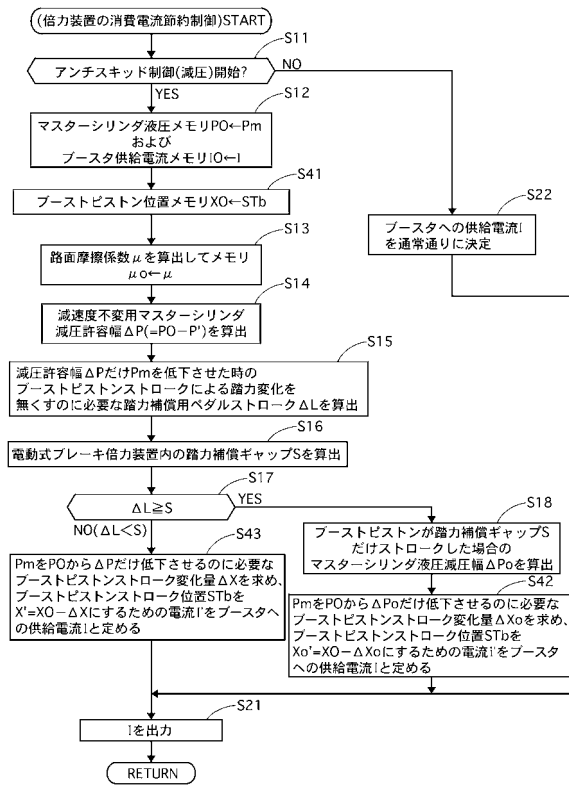 (倍力装置の消費電流節約制御)START
S11
アンチスキッド制御(減圧)開始?
NO
YES
S12
マスターシリンダ液圧メモリPO←Pm
および
ブースタ供給電流メモリIO←I
S41
ブーストピストン位置メモリXO←STb
S22
ブースタへの供給電流I
を通常通りに決定
S13
路面摩擦係数μを算出してメモリ
μo←μ
S14
減速度不変用マスターシリンダ
減圧許容幅ΔP(=PO−P')を算出
S15
減圧許容幅ΔPだけPmを低下させた時の
ブーストピストンストロークによる踏力変化を
無くすのに必要な踏力補償用ペダルストロークΔLを算出
S16
電動式ブレーキ倍力装置内の踏力補償ギャップSを算出
S17
ΔL≧S
YES
NO(ΔL<S)
S18
ブーストピストンが踏力補償ギャップS
だけストロークした場合の
マスターシリンダ液圧減圧幅ΔPoを算出
S43
PmをPOからΔPだけ低下させるのに必要な
ブーストピストンストローク変化量ΔXを求め、
ブーストピストンストローク位置STbを
X'=XO−ΔXにするための電流I'をブースタへ
の供給電流Iと定める
S42
PmをPOからΔPoだけ低下させるのに必要な
ブーストピストンストローク変化量ΔXoを求め、
ブーストピストンストローク位置STbを
Xo'=XO−ΔXoにするための電流I'をブースタ
への供給電流Iと定める
S21
Iを出力
RETURN